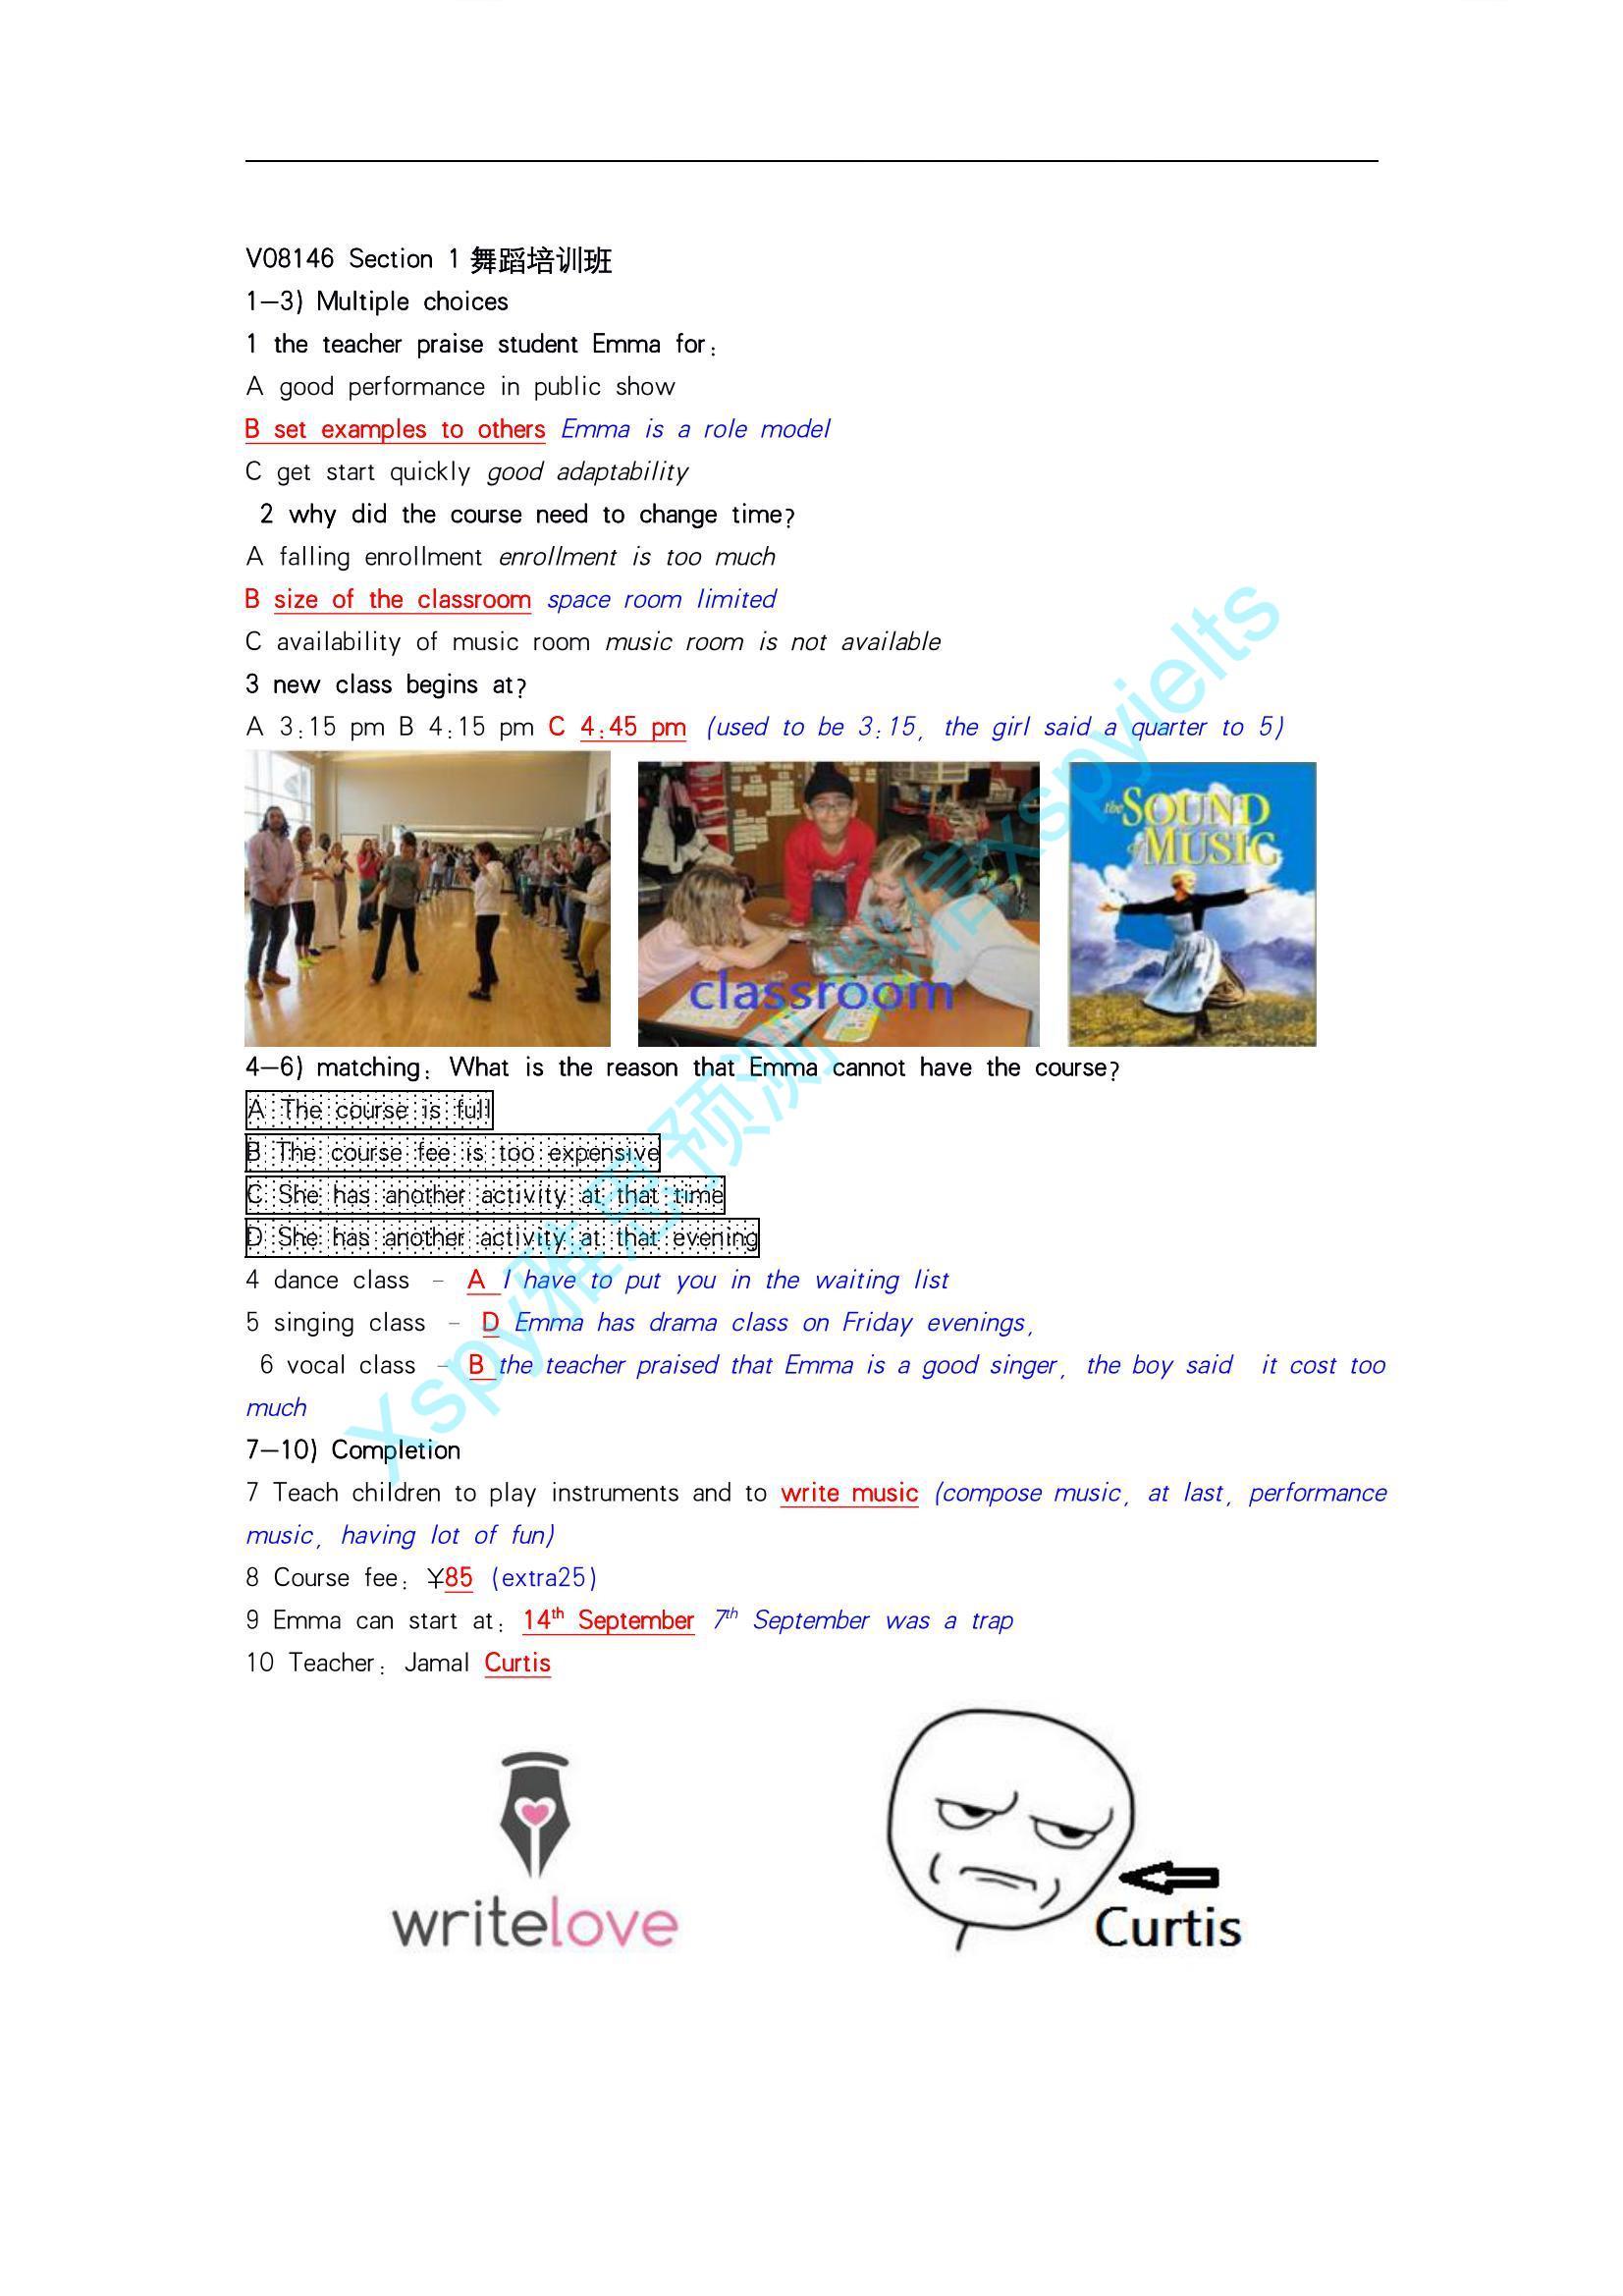 V08146 Section 1 舞蹈培训班
1—3) Multiple choices
1 the teacher praise student Emma for:
A good performance in public show
B set examples to others Emma is a role model
C get start quickly good adaptability
2 why did the course need to change time?
A falling enrollment enrollment is too much
B size of the classroom space room limited
C availability of music room music room is not available
3 new class begins at?
A 3:15 pm B 4:15 pm C 4:45 pm (used to be 3:15, the girl said a quarter to 5)
the SOUND
of MUSIC
classroom
4—6) matching: What is the reason that Emma cannot have the course?
A The course is full
B The course fee is too expensive
C She has another activity at that time
D She has another activity at that evening
4 dance class – A I have to put you in the waiting list
5 singing class – D Emma has drama class on Friday evenings,
6 vocal class – B the teacher praised that Emma is a good singer, the boy said it cost too
much
7—10) Completion
7 Teach children to play instruments and to write music (compose music, at last, performance
music, having lot of fun)
8 Course fee: ¥85 (extra25)
9 Emma can start at: 14th September 7th September was a trap
10 Teacher: Jamal Curtis
writelove
Curtis
Xspy雅思预测 微信xspyielts